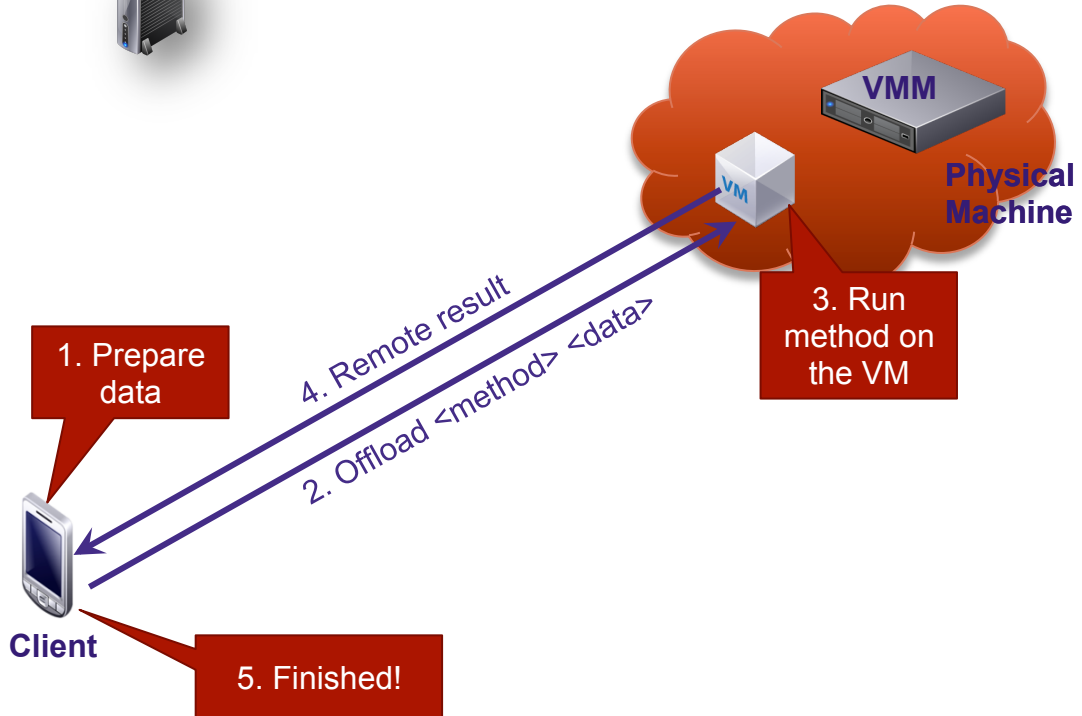 VMM
Physical
Machine
VM
3. Run
method on
the VM
4. Remote result
2. Offload <method> <data>
1. Prepare
data
Client
5. Finished!